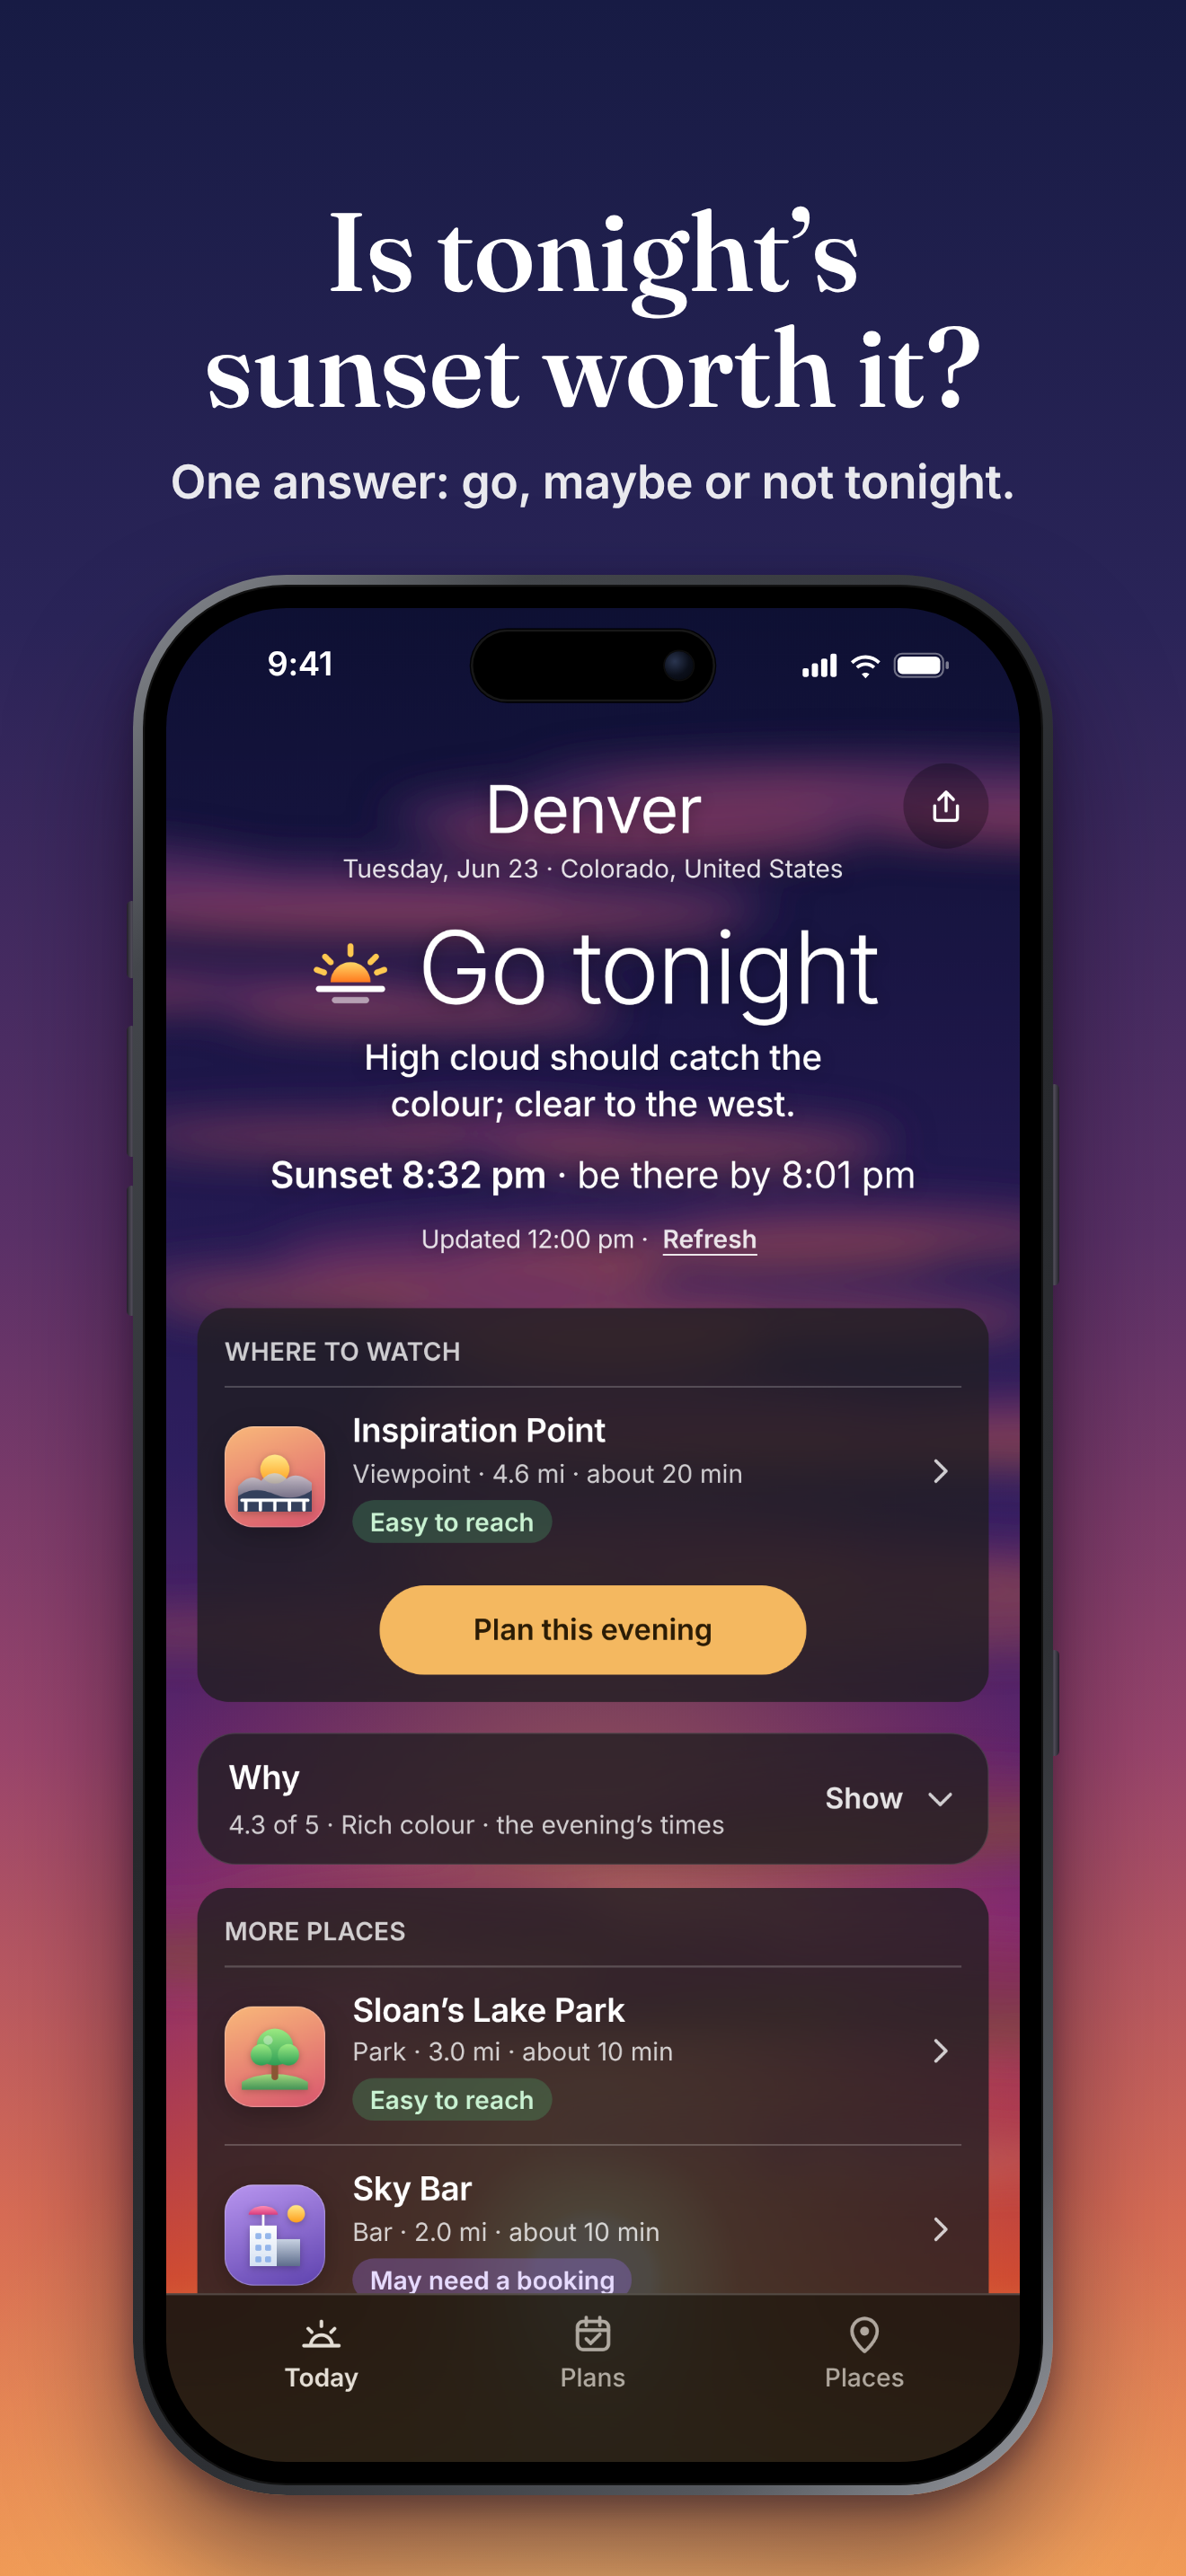 Is tonight’s
sunset worth it?
One answer: go, maybe or not tonight.
9:41
Denver
Tuesday, Jun 23 · Colorado, United States
Go tonight
High cloud should catch the
colour; clear to the west.
Sunset 8:32 pm · be there by 8:01 pm
Updated 12:00 pm · Refresh
WHERE TO WATCH
Inspiration Point
Viewpoint · 4.6 mi · about 20 min
Easy to reach
Plan this evening
Why
4.3 of 5 · Rich colour · the evening’s times
Show
MORE PLACES
Sloan’s Lake Park
Park · 3.0 mi · about 10 min
Easy to reach
Sky Bar
Bar · 2.0 mi · about 10 min
May need a booking
Today
Plans
Places